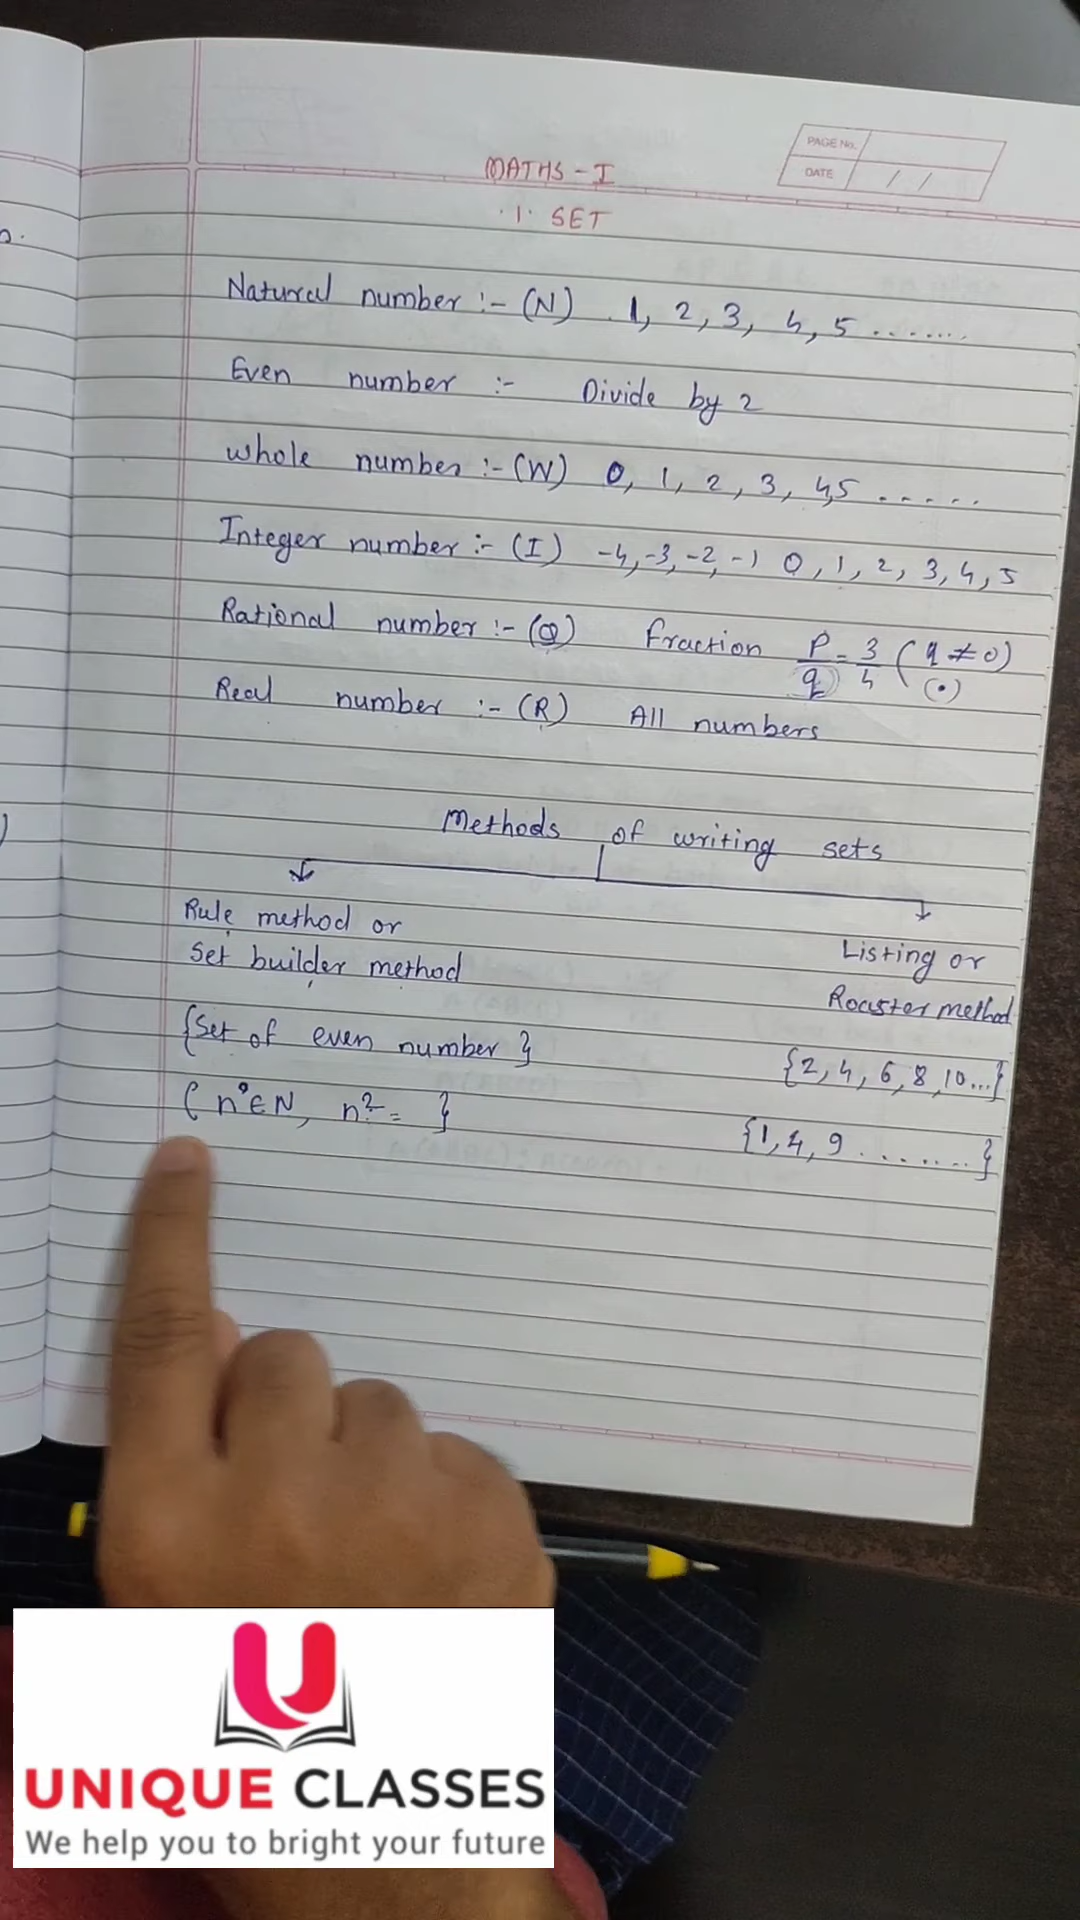 PAGE No.
DATE / /
MATHS - I
1. SET
Natural number :- (N) 1, 2, 3, 4, 5 .......
Even number :- Divide by 2
Whole number :- (W) 0, 1, 2, 3, 4,5 ......
Integer number :- (I) -4,-3,-2,-1 0, 1, 2, 3, 4, 5
Rational number :- (Q) fraction P/q = 3/4 (q ≠ 0)
(•)
Real number :- (R) All numbers
Methods of writing sets
Rule method or
Set builder method
Listing or
Roaster method
{Set of even number}
{2, 4, 6, 8, 10...}
{ n°∈N, n²= }
{1, 4, 9 .......}
UNIQUE CLASSES
We help you to bright your future